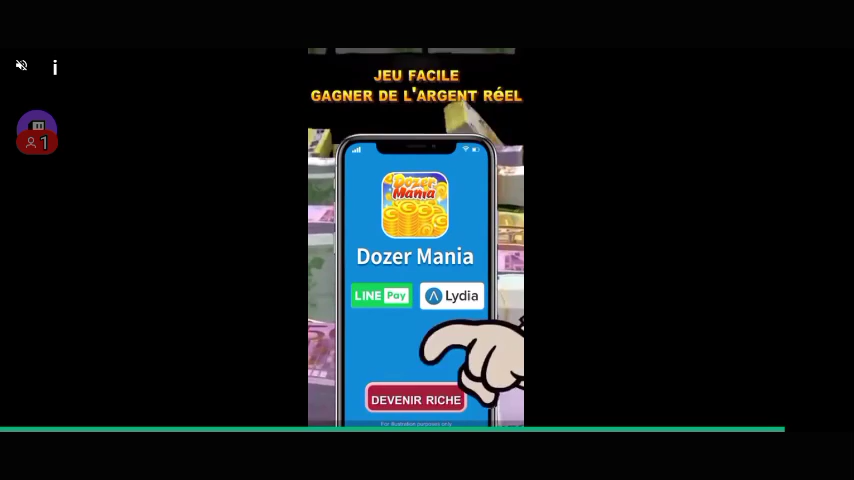 JEU FACILE
GAGNER DE L'ARGENT RéEL
i
1
Dozer
Mania
Dozer Mania
LINE Pay
Lydia
DEVENIR RICHE
For illustration purposes only